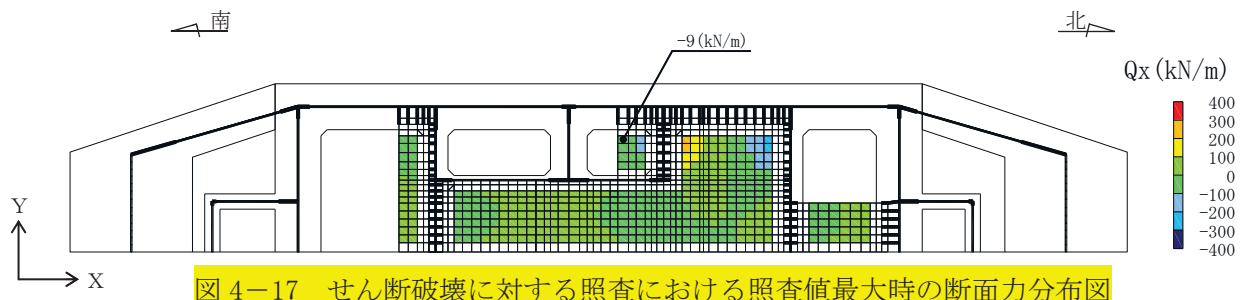 南
北
-9(kN/m)
Qx(kN/m)
400
300
200
100
0
-100
-200
-300
-400
Y
X
図 4－17 せん断破壊に対する照査における照査値最大時の断面力分布図